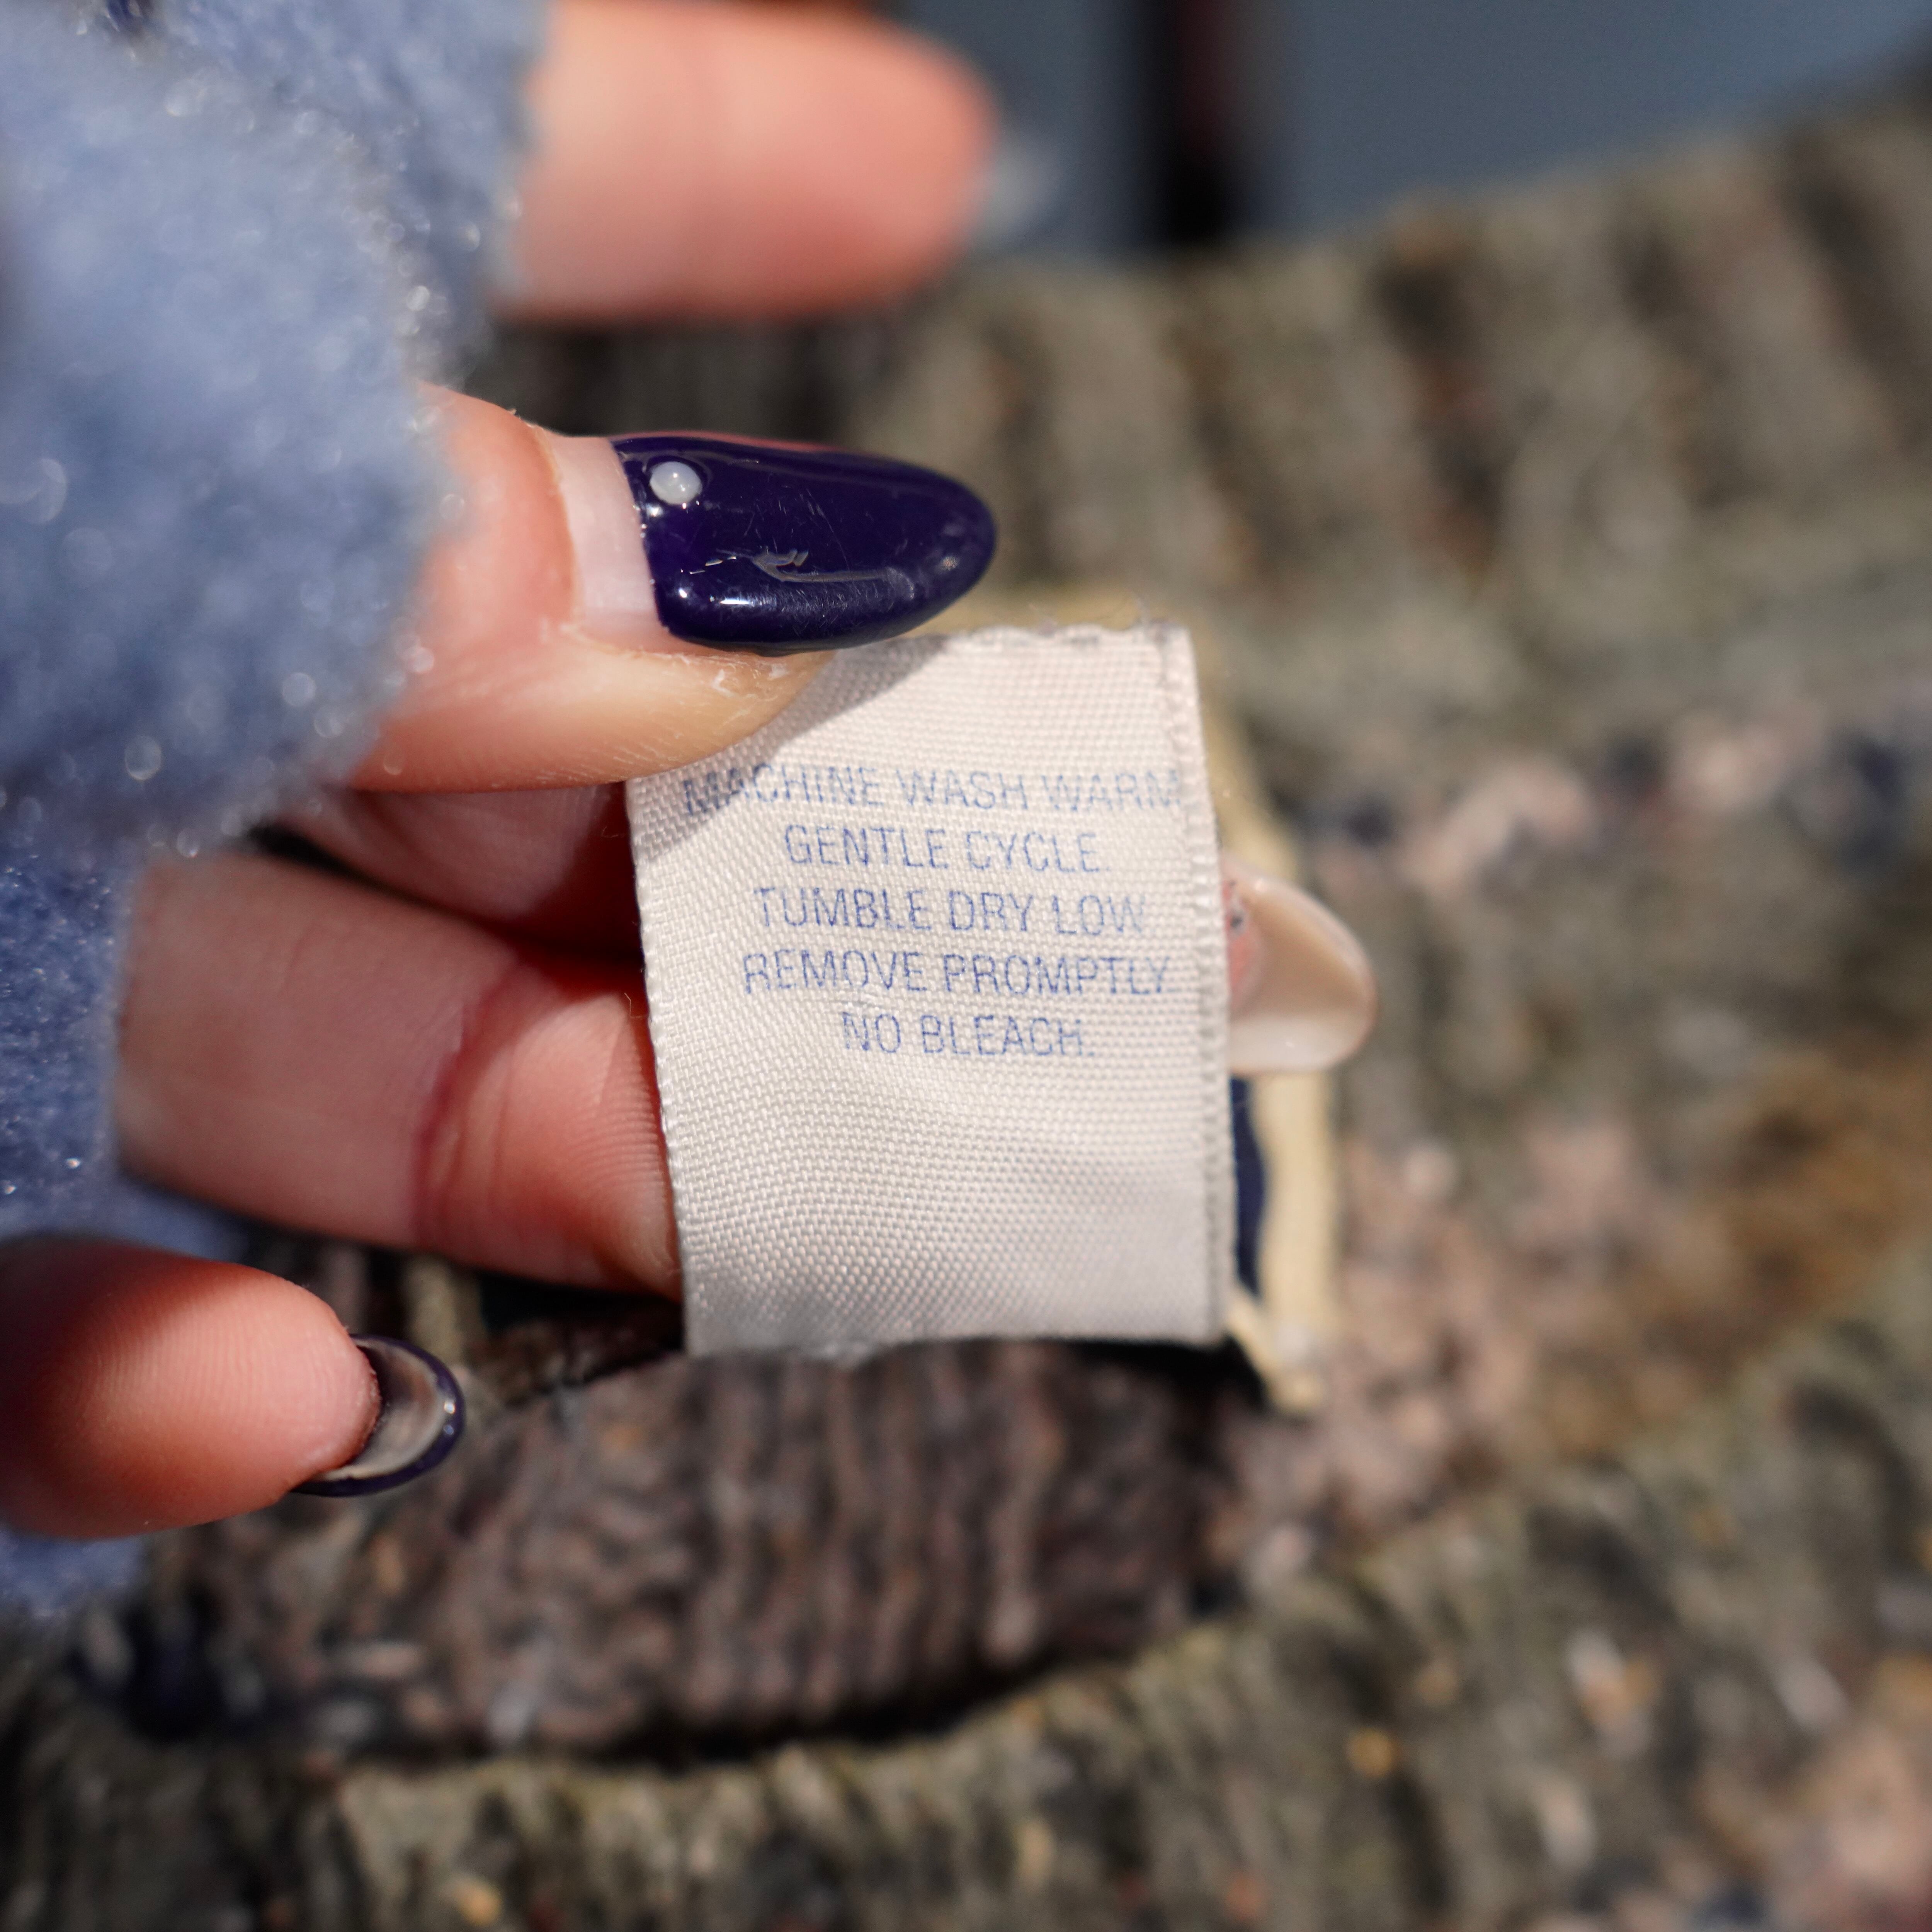 MACHINE WASH WARM
GENTLE CYCLE.
TUMBLE DRY LOW
REMOVE PROMPTLY
NO BLEACH.